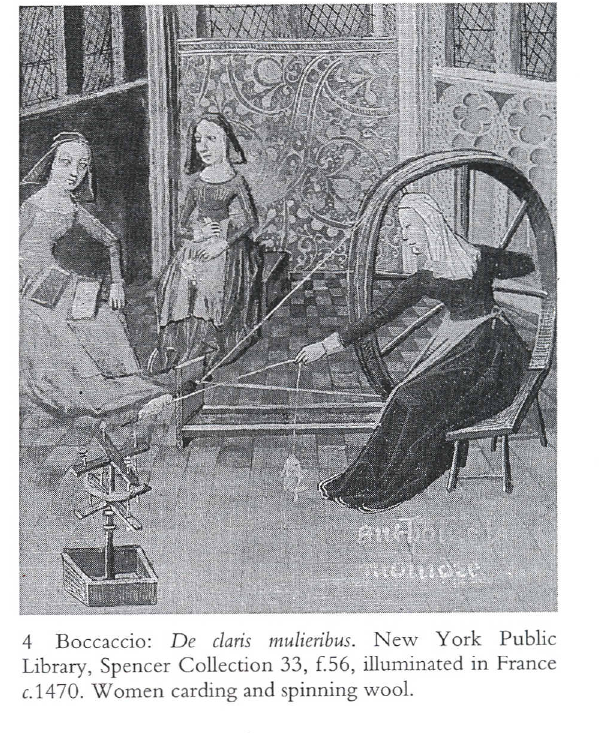 4 Boccaccio: De claris mulieribus. New York Public
Library, Spencer Collection 33, f.56, illuminated in France
c.1470. Women carding and spinning wool.